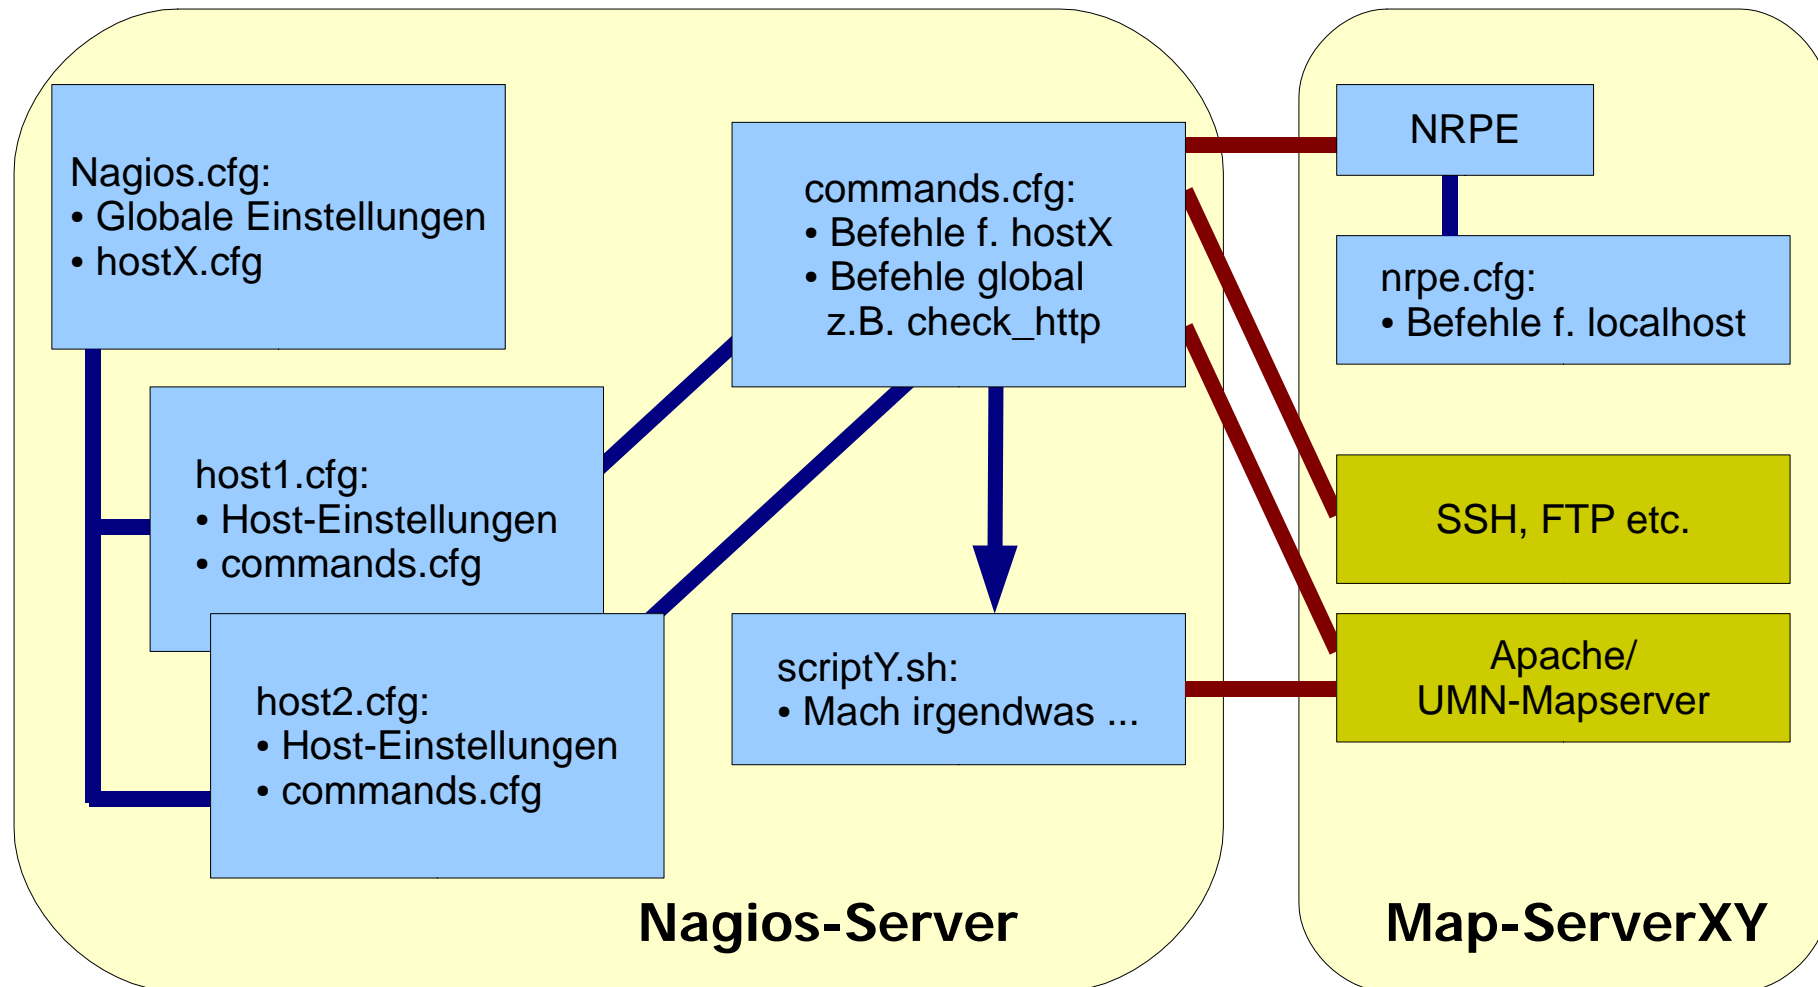 Nagios.cfg:
• Globale Einstellungen
• hostX.cfg
host1.cfg:
• Host-Einstellungen
• commands.cfg
host2.cfg:
• Host-Einstellungen
• commands.cfg
commands.cfg:
• Befehle f. hostX
• Befehle global
z.B. check_http
scriptY.sh:
• Mach irgendwas ...
Nagios-Server
NRPE
nrpe.cfg:
• Befehle f. localhost
SSH, FTP etc.
Apache/
UMN-Mapserver
Map-ServerXY